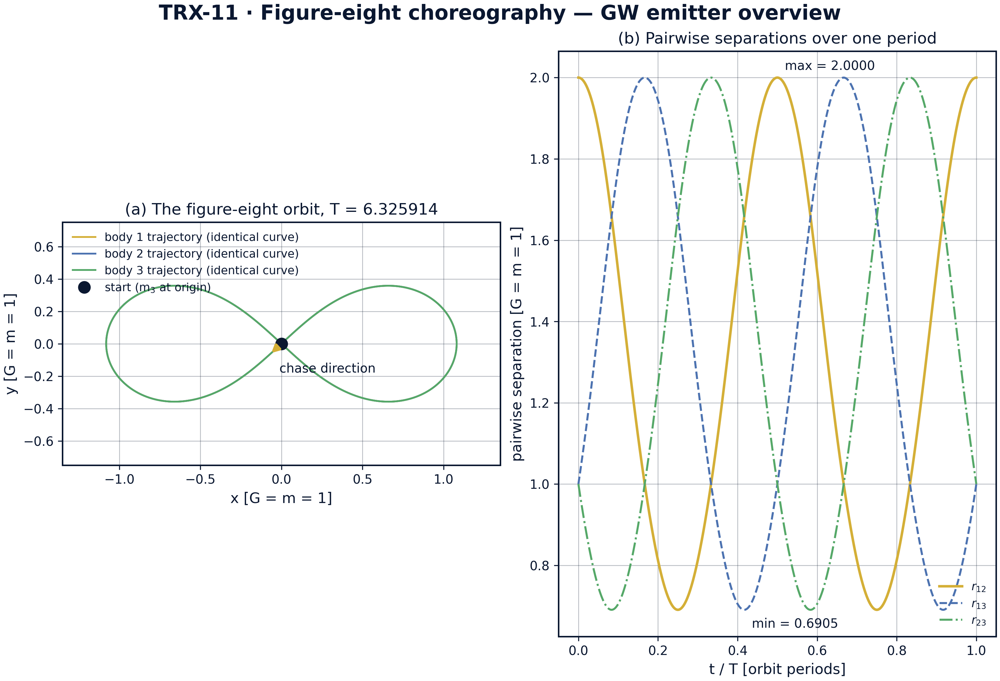 TRX-11 · Figure-eight choreography — GW emitter overview
(a) The figure-eight orbit, T = 6.325914
body 1 trajectory (identical curve)
body 2 trajectory (identical curve)
body 3 trajectory (identical curve)
start (m₃ at origin)
chase direction
y [G = m = 1]
0.6
0.4
0.2
0.0
−0.2
−0.4
−0.6
−1.0 −0.5 0.0 0.5 1.0
x [G = m = 1]
(b) Pairwise separations over one period
max = 2.0000
min = 0.6905
pairwise separation [G = m = 1]
2.0
1.8
1.6
1.4
1.2
1.0
0.8
r₁₂
r₁₃
r₂₃
0.0 0.2 0.4 0.6 0.8 1.0
t / T [orbit periods]